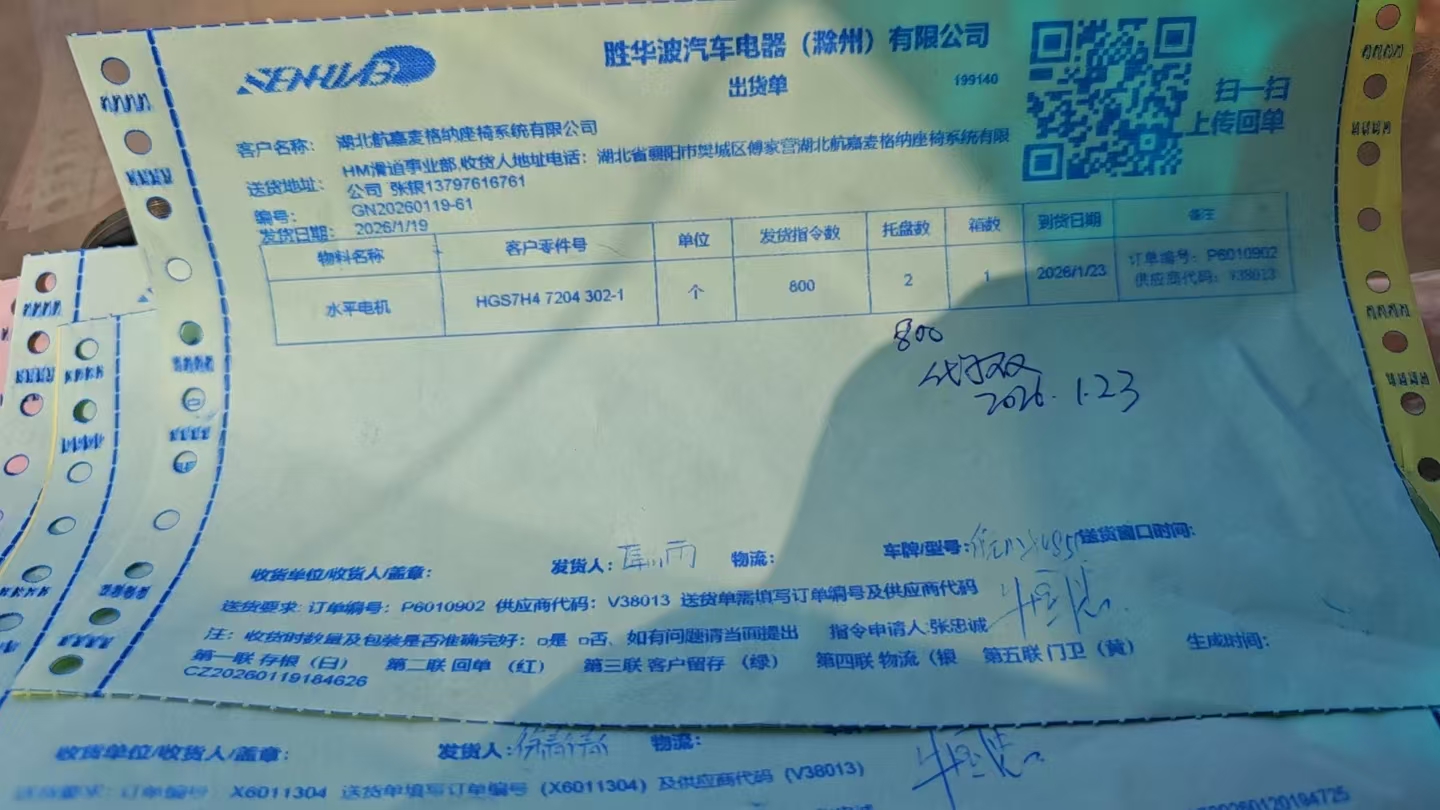 SENHUABO
胜华波汽车电器（滁州）有限公司
出货单
199140
扫一扫
上传回单
客户名称： 湖北航嘉麦格纳座椅系统有限公司
送货地址： HM滑道事业部,收货人地址电话：湖北省襄阳市樊城区傅家营湖北航嘉麦格纳座椅系统有限
公司 张银13797616761
编号： GN20260119-61
发货日期： 2026/1/19
物料名称 客户零件号 单位 发货指令数 托盘数 箱数 到货日期 备注
水平电机 HGS7H4 7204 302-1 个 800 2 1 2026/1/23 订单编号：P6010902
供应商代码：V38013
800
2026.1.23
收货单位/收货人/盖章： 发货人： 物流： 车牌/型号： 送货窗口时间：
送货要求: 订单编号：P6010902 供应商代码：V38013 送货单需填写订单编号及供应商代码
注：收货时数量及包装是否准确完好：□是 □否、如有问题请当面提出 指令申请人:张忠诚
第一联 存根（白） 第二联 回单（红） 第三联 客户留存 （绿） 第四联 物流（银 第五联 门卫（黄） 生成时间：
CZ20260119184626
收货单位/收货人/盖章： 发货人： 物流：
送货要求：订单编号： X6011304 送货单填写订单编号（X6011304）及供应商代码（V38013）